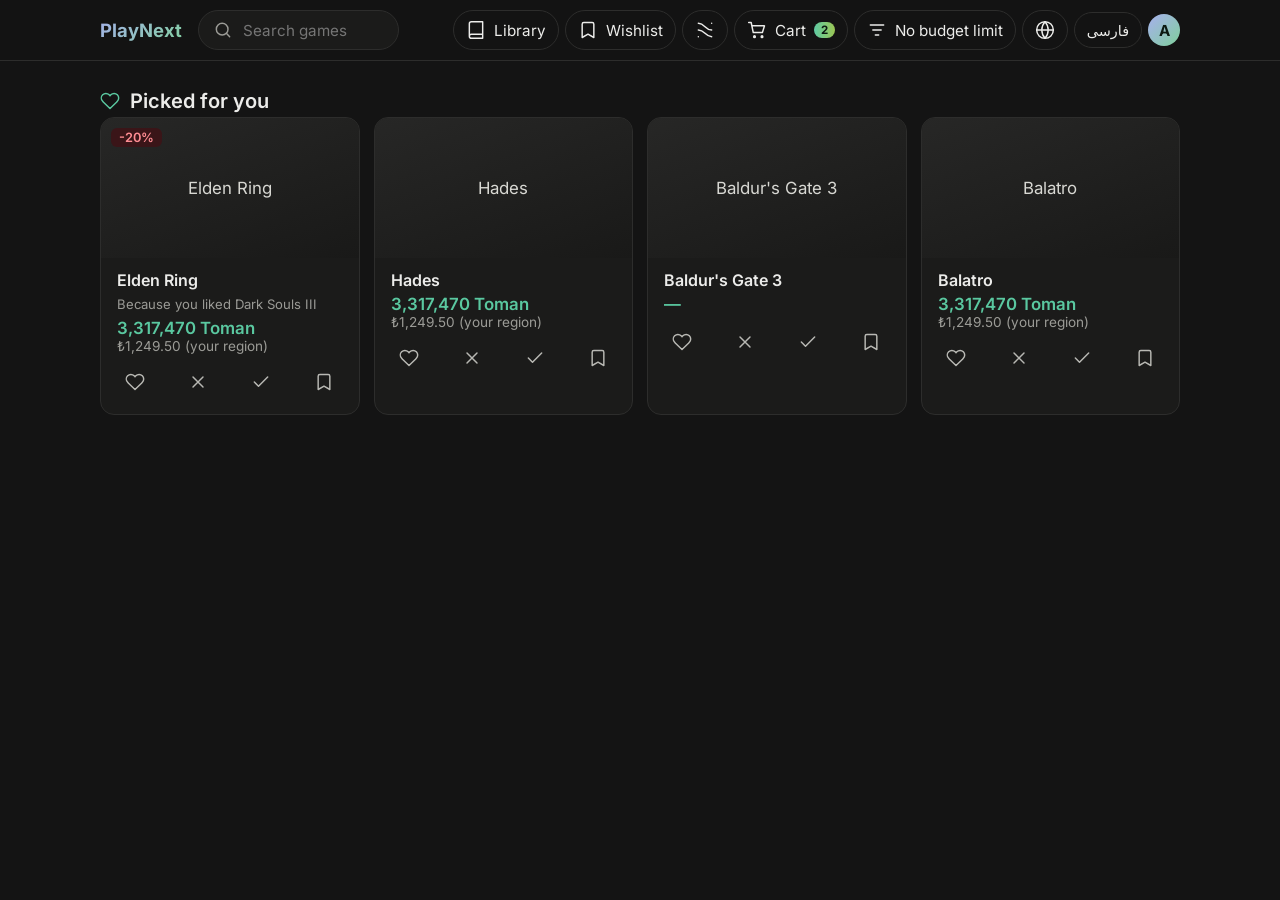 PlayNext
Search games
Library
Wishlist
Cart 2
No budget limit
فارسی
A
Picked for you
-20%
Elden Ring
Elden Ring
Because you liked Dark Souls III
3,317,470 Toman
₺1,249.50 (your region)
Hades
Hades
3,317,470 Toman
₺1,249.50 (your region)
Baldur's Gate 3
Baldur's Gate 3
—
Balatro
Balatro
3,317,470 Toman
₺1,249.50 (your region)